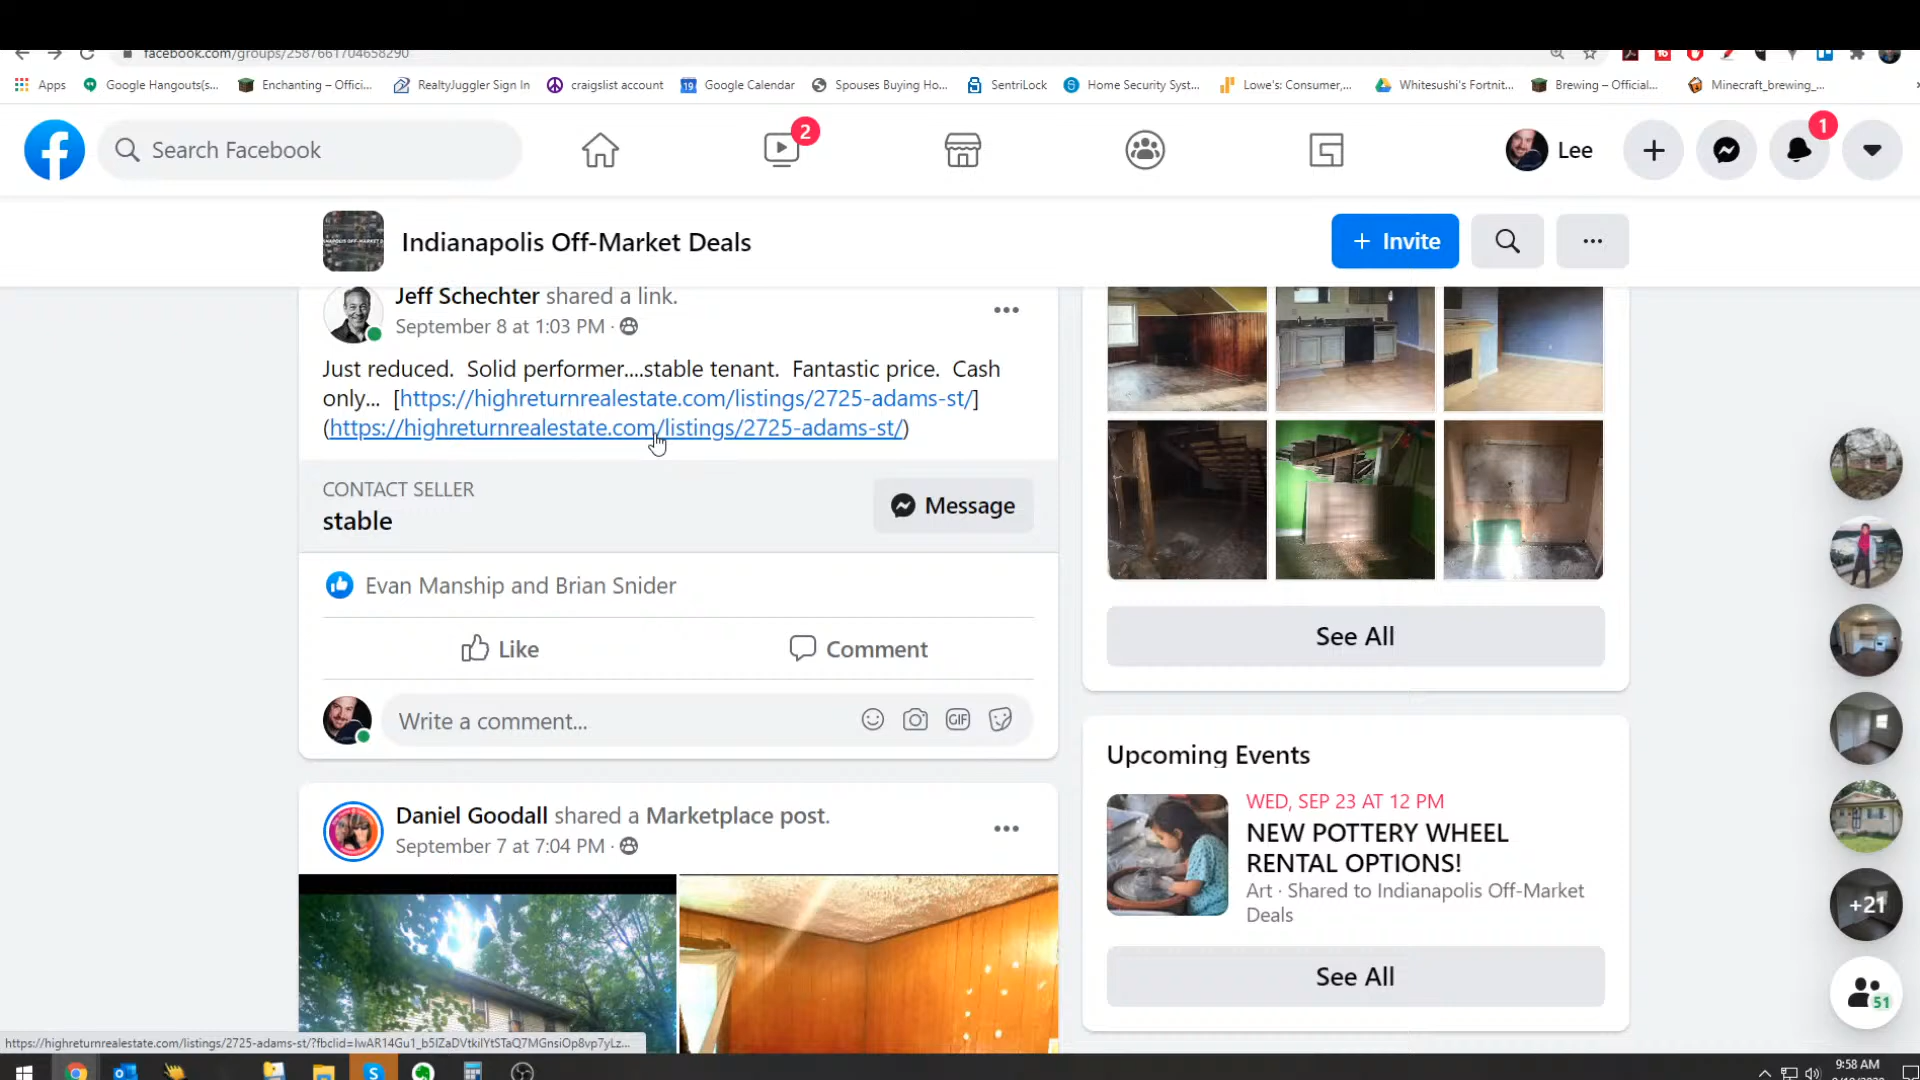 facebook.com/groups/2587661704658290
Apps Google Hangouts(s... Enchanting – Offici... RealtyJuggler Sign In craigslist account 19 Google Calendar Spouses Buying Ho... SentriLock Home Security Syst... Lowe's: Consumer,... Whitesushi's Fortnit... Brewing – Official... Minecraft_brewing_...
Search Facebook 2 Lee 1
Indianapolis Off-Market Deals + Invite ...
Jeff Schechter shared a link.
September 8 at 1:03 PM ·
Just reduced. Solid performer....stable tenant. Fantastic price. Cash
only... [https://highreturnrealestate.com/listings/2725-adams-st/]
(https://highreturnrealestate.com/listings/2725-adams-st/)
CONTACT SELLER
stable
Message
Evan Manship and Brian Snider
Like Comment
Write a comment... GIF
Daniel Goodall shared a Marketplace post.
September 7 at 7:04 PM ·
See All
Upcoming Events
WED, SEP 23 AT 12 PM
NEW POTTERY WHEEL
RENTAL OPTIONS!
Art · Shared to Indianapolis Off-Market
Deals
See All
+21
51
https://highreturnrealestate.com/listings/2725-adams-st/?fbclid=IwAR14Gu1_b5IZaDVtkilYtSTaQ7MGnsiOp8vp7yLz...
9:58 AM